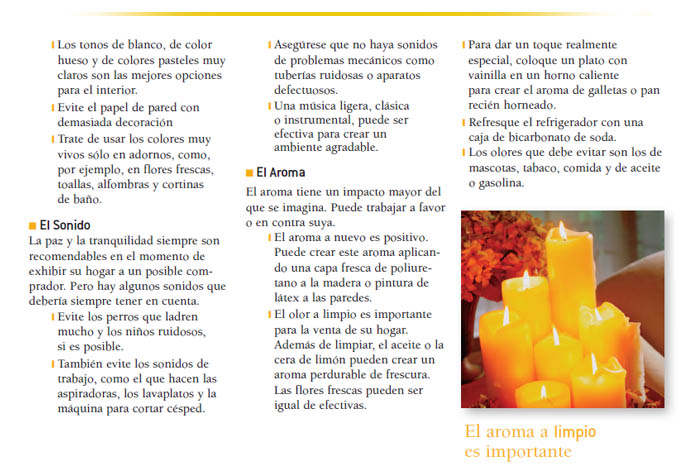 Los tonos de blanco, de color
hueso y de colores pasteles muy
claros son las mejores opciones
para el interior.
Evite el papel de pared con
demasiada decoración
Trate de usar los colores muy
vivos sólo en adornos, como,
por ejemplo, en flores frescas,
toallas, alfombras y cortinas
de baño.
El Sonido
La paz y la tranquilidad siempre son
recomendables en el momento de
exhibir su hogar a un posible com-
prador. Pero hay algunos sonidos que
debería siempre tener en cuenta.
Evite los perros que ladren
mucho y los niños ruidosos,
si es posible.
También evite los sonidos de
trabajo, como el que hacen las
aspiradoras, los lavaplatos y la
máquina para cortar césped.
Asegúrese que no haya sonidos
de problemas mecánicos como
tuberías ruidosas o aparatos
defectuosos.
Una música ligera, clásica
o instrumental, puede ser
efectiva para crear un
ambiente agradable.
El Aroma
El aroma tiene un impacto mayor del
que se imagina. Puede trabajar a favor
o en contra suya.
El aroma a nuevo es positivo.
Puede crear este aroma aplican-
do una capa fresca de poliure-
tano a la madera o pintura de
látex a las paredes.
El olor a limpio es importante
para la venta de su hogar.
Además de limpiar, el aceite o la
cera de limón pueden crear un
aroma perdurable de frescura.
Las flores frescas pueden ser
igual de efectivas.
Para dar un toque realmente
especial, coloque un plato con
vainilla en un horno caliente
para crear el aroma de galletas o pan
recién horneado.
Refresque el refrigerador con una
caja de bicarbonato de soda.
Los olores que debe evitar son los de
mascotas, tabaco, comida y de aceite
o gasolina.
El aroma a limpio
es importante